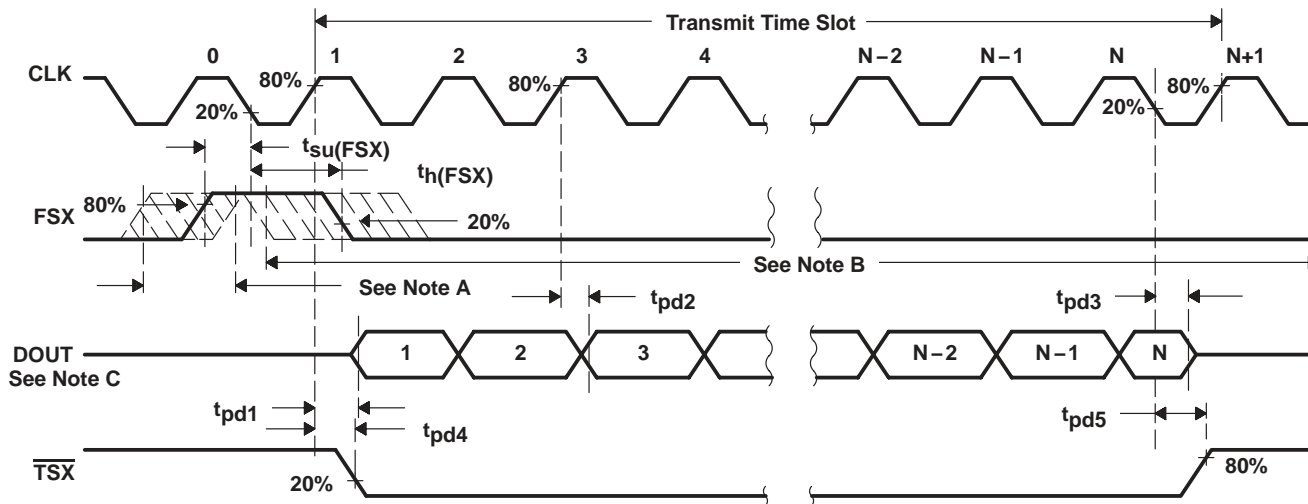 Transmit Time Slot
0 1 2 3 4 N−2 N−1 N N+1
CLK
80% 80% 80%
20% 20%
tsu(FSX)
th(FSX)
80%
FSX
20%
See Note B
See Note A
tpd2 tpd3
DOUT
See Note C
1 2 3 N−2 N−1 N
tpd1 tpd4 tpd5
TSX
20% 80%